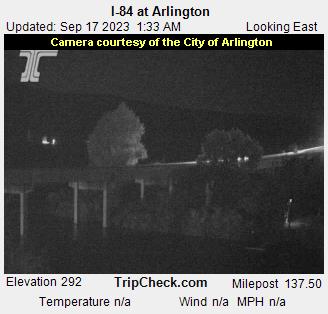 I-84 at Arlington
Updated: Sep 17 2023 1:33 AM Looking East
Camera courtesy of the City of Arlington
Elevation 292 TripCheck.com Milepost 137.50
Temperature n/a Wind n/a MPH n/a